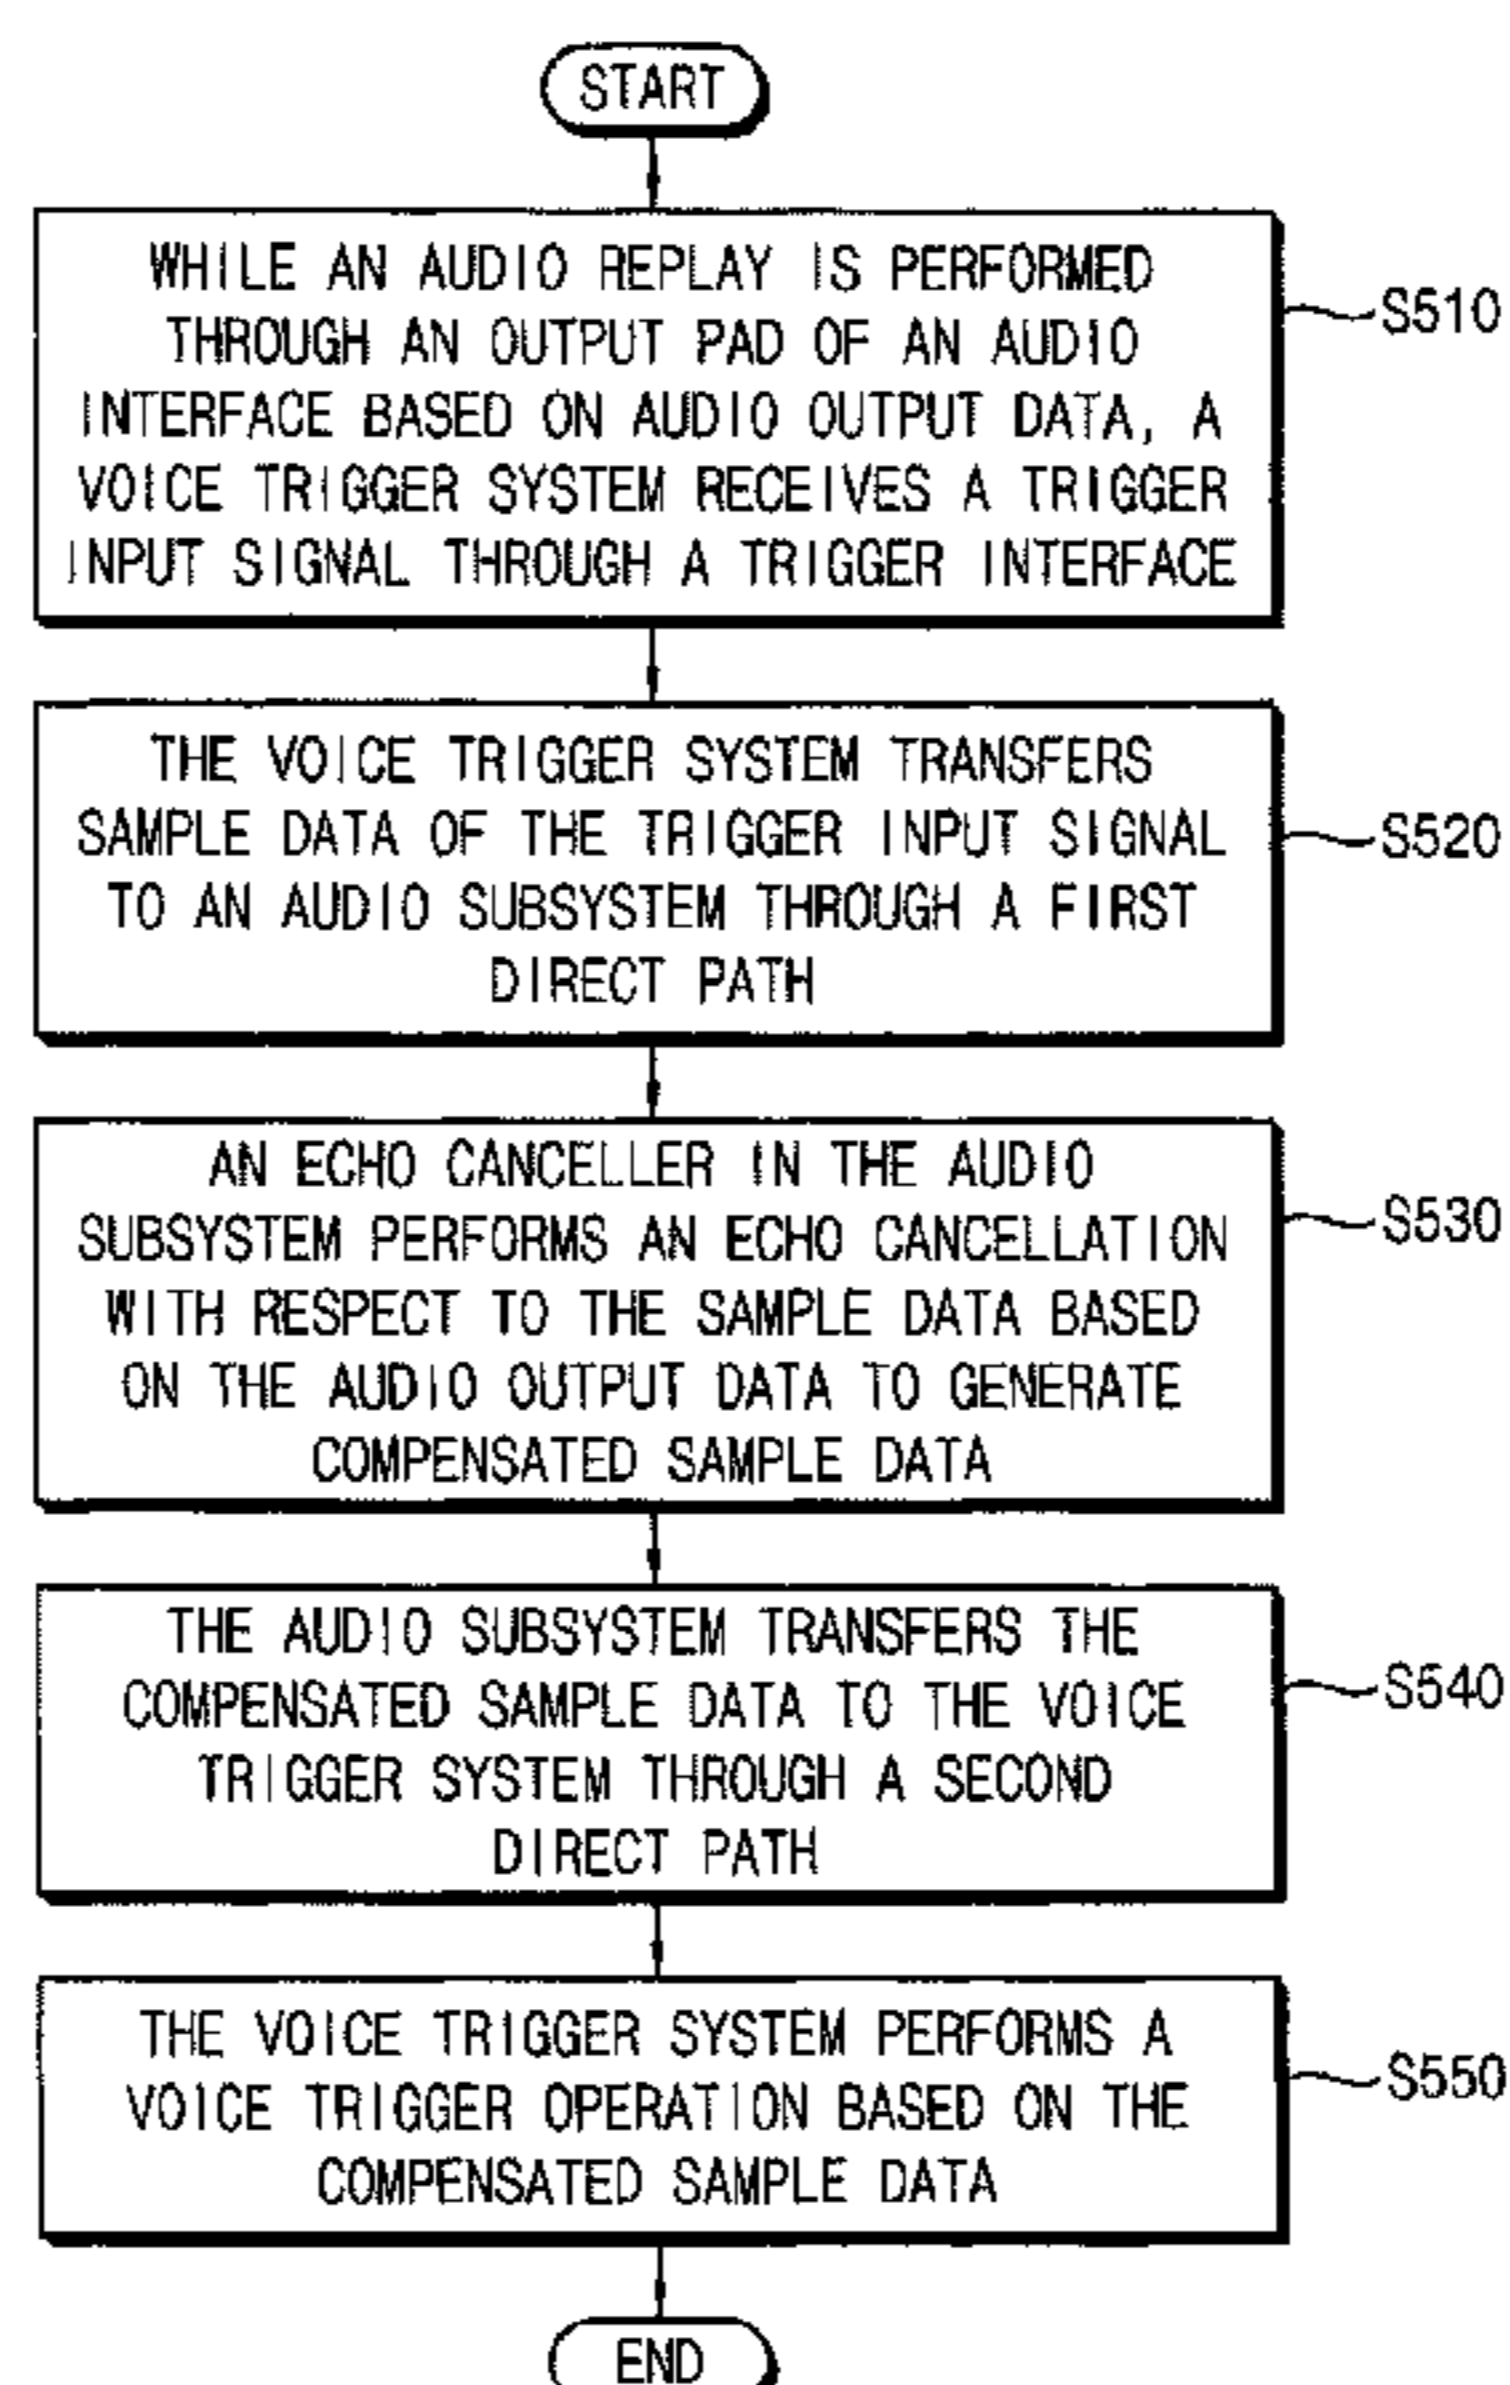 START
WHILE AN AUDIO REPLAY IS PERFORMED
THROUGH AN OUTPUT PAD OF AN AUDIO
INTERFACE BASED ON AUDIO OUTPUT DATA, A
VOICE TRIGGER SYSTEM RECEIVES A TRIGGER
INPUT SIGNAL THROUGH A TRIGGER INTERFACE
S510
THE VOICE TRIGGER SYSTEM TRANSFERS
SAMPLE DATA OF THE TRIGGER INPUT SIGNAL
TO AN AUDIO SUBSYSTEM THROUGH A FIRST
DIRECT PATH
S520
AN ECHO CANCELLER IN THE AUDIO
SUBSYSTEM PERFORMS AN ECHO CANCELLATION
WITH RESPECT TO THE SAMPLE DATA BASED
ON THE AUDIO OUTPUT DATA TO GENERATE
COMPENSATED SAMPLE DATA
S530
THE AUDIO SUBSYSTEM TRANSFERS THE
COMPENSATED SAMPLE DATA TO THE VOICE
TRIGGER SYSTEM THROUGH A SECOND
DIRECT PATH
S540
THE VOICE TRIGGER SYSTEM PERFORMS A
VOICE TRIGGER OPERATION BASED ON THE
COMPENSATED SAMPLE DATA
S550
END